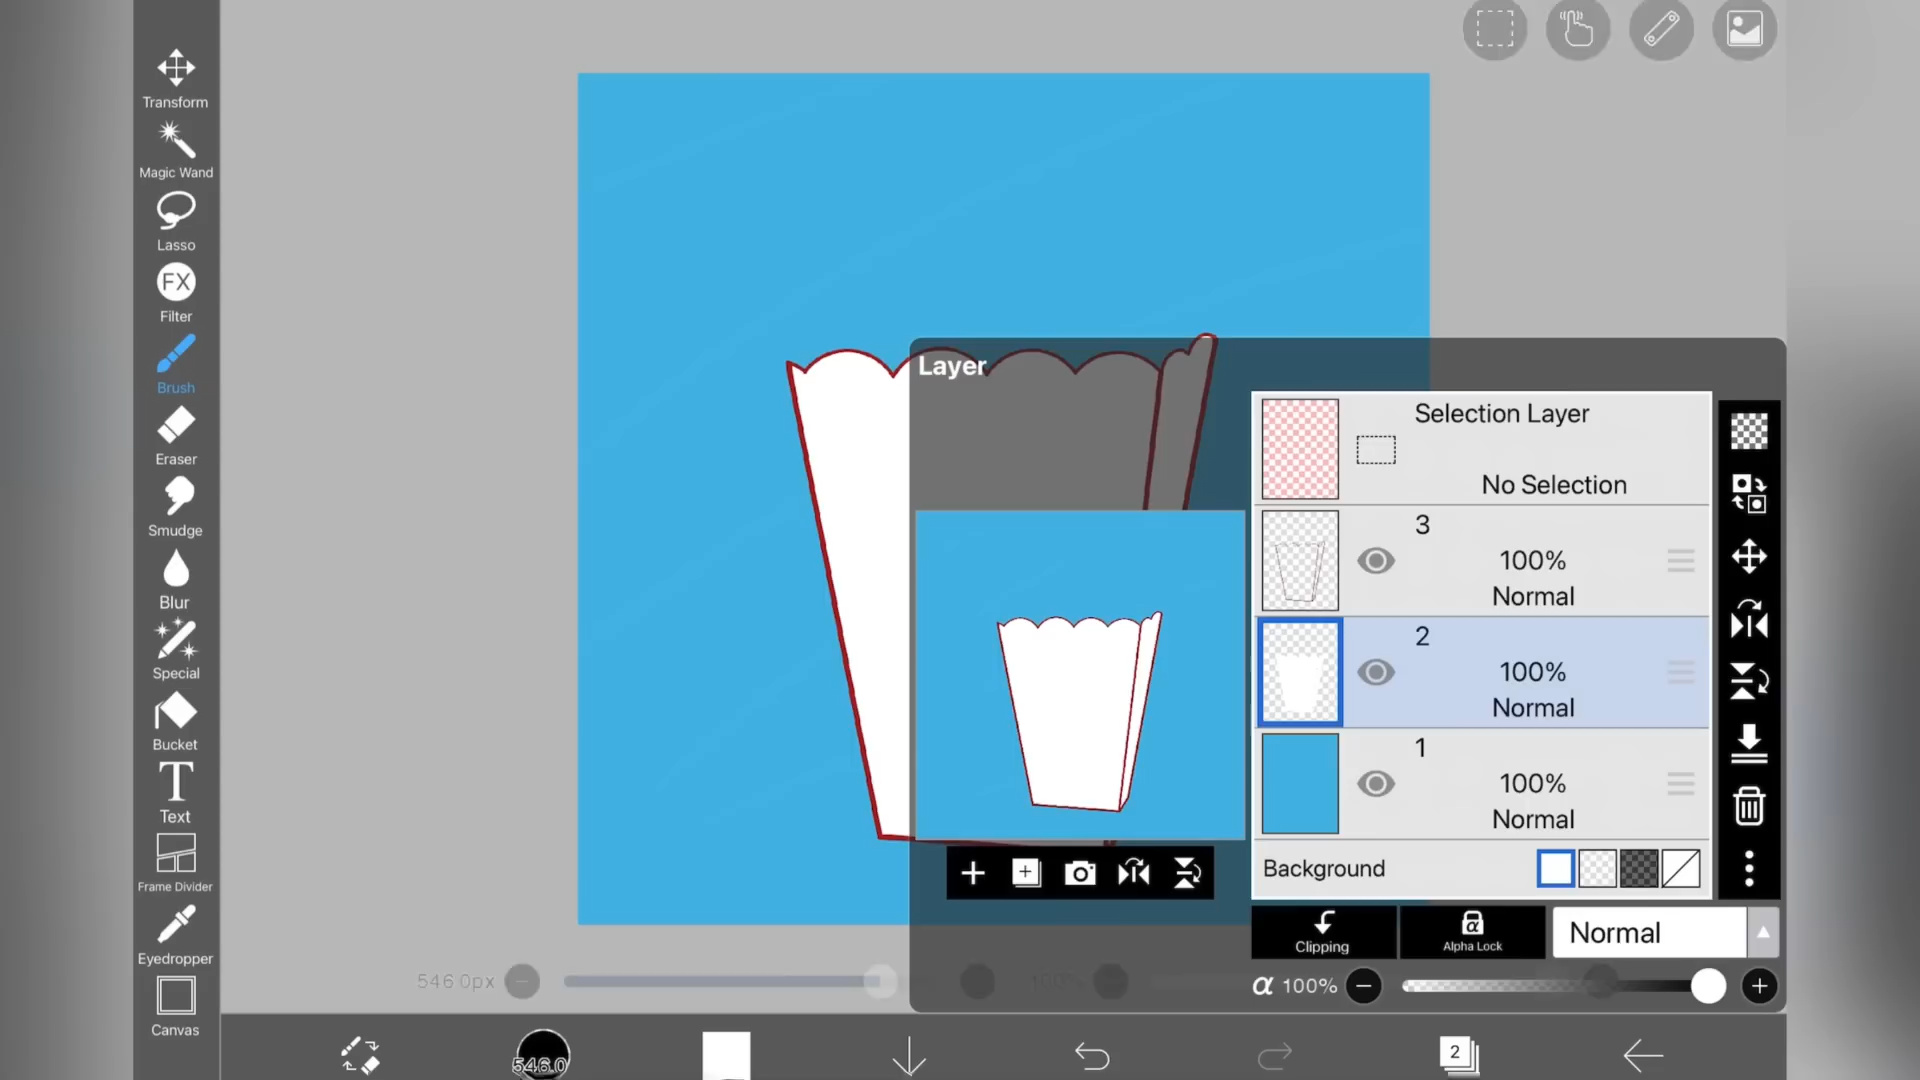 Transform
Magic Wand
Lasso
FX
Filter
Brush
Eraser
Smudge
Blur
Special
Bucket
T
Text
Frame Divider
Eyedropper
Canvas
Layer
Selection Layer
No Selection
3
100%
Normal
2
100%
Normal
1
100%
Normal
Background
Clipping
α
Alpha Lock
Normal
α 100%
546.0px
100%
546.0
2